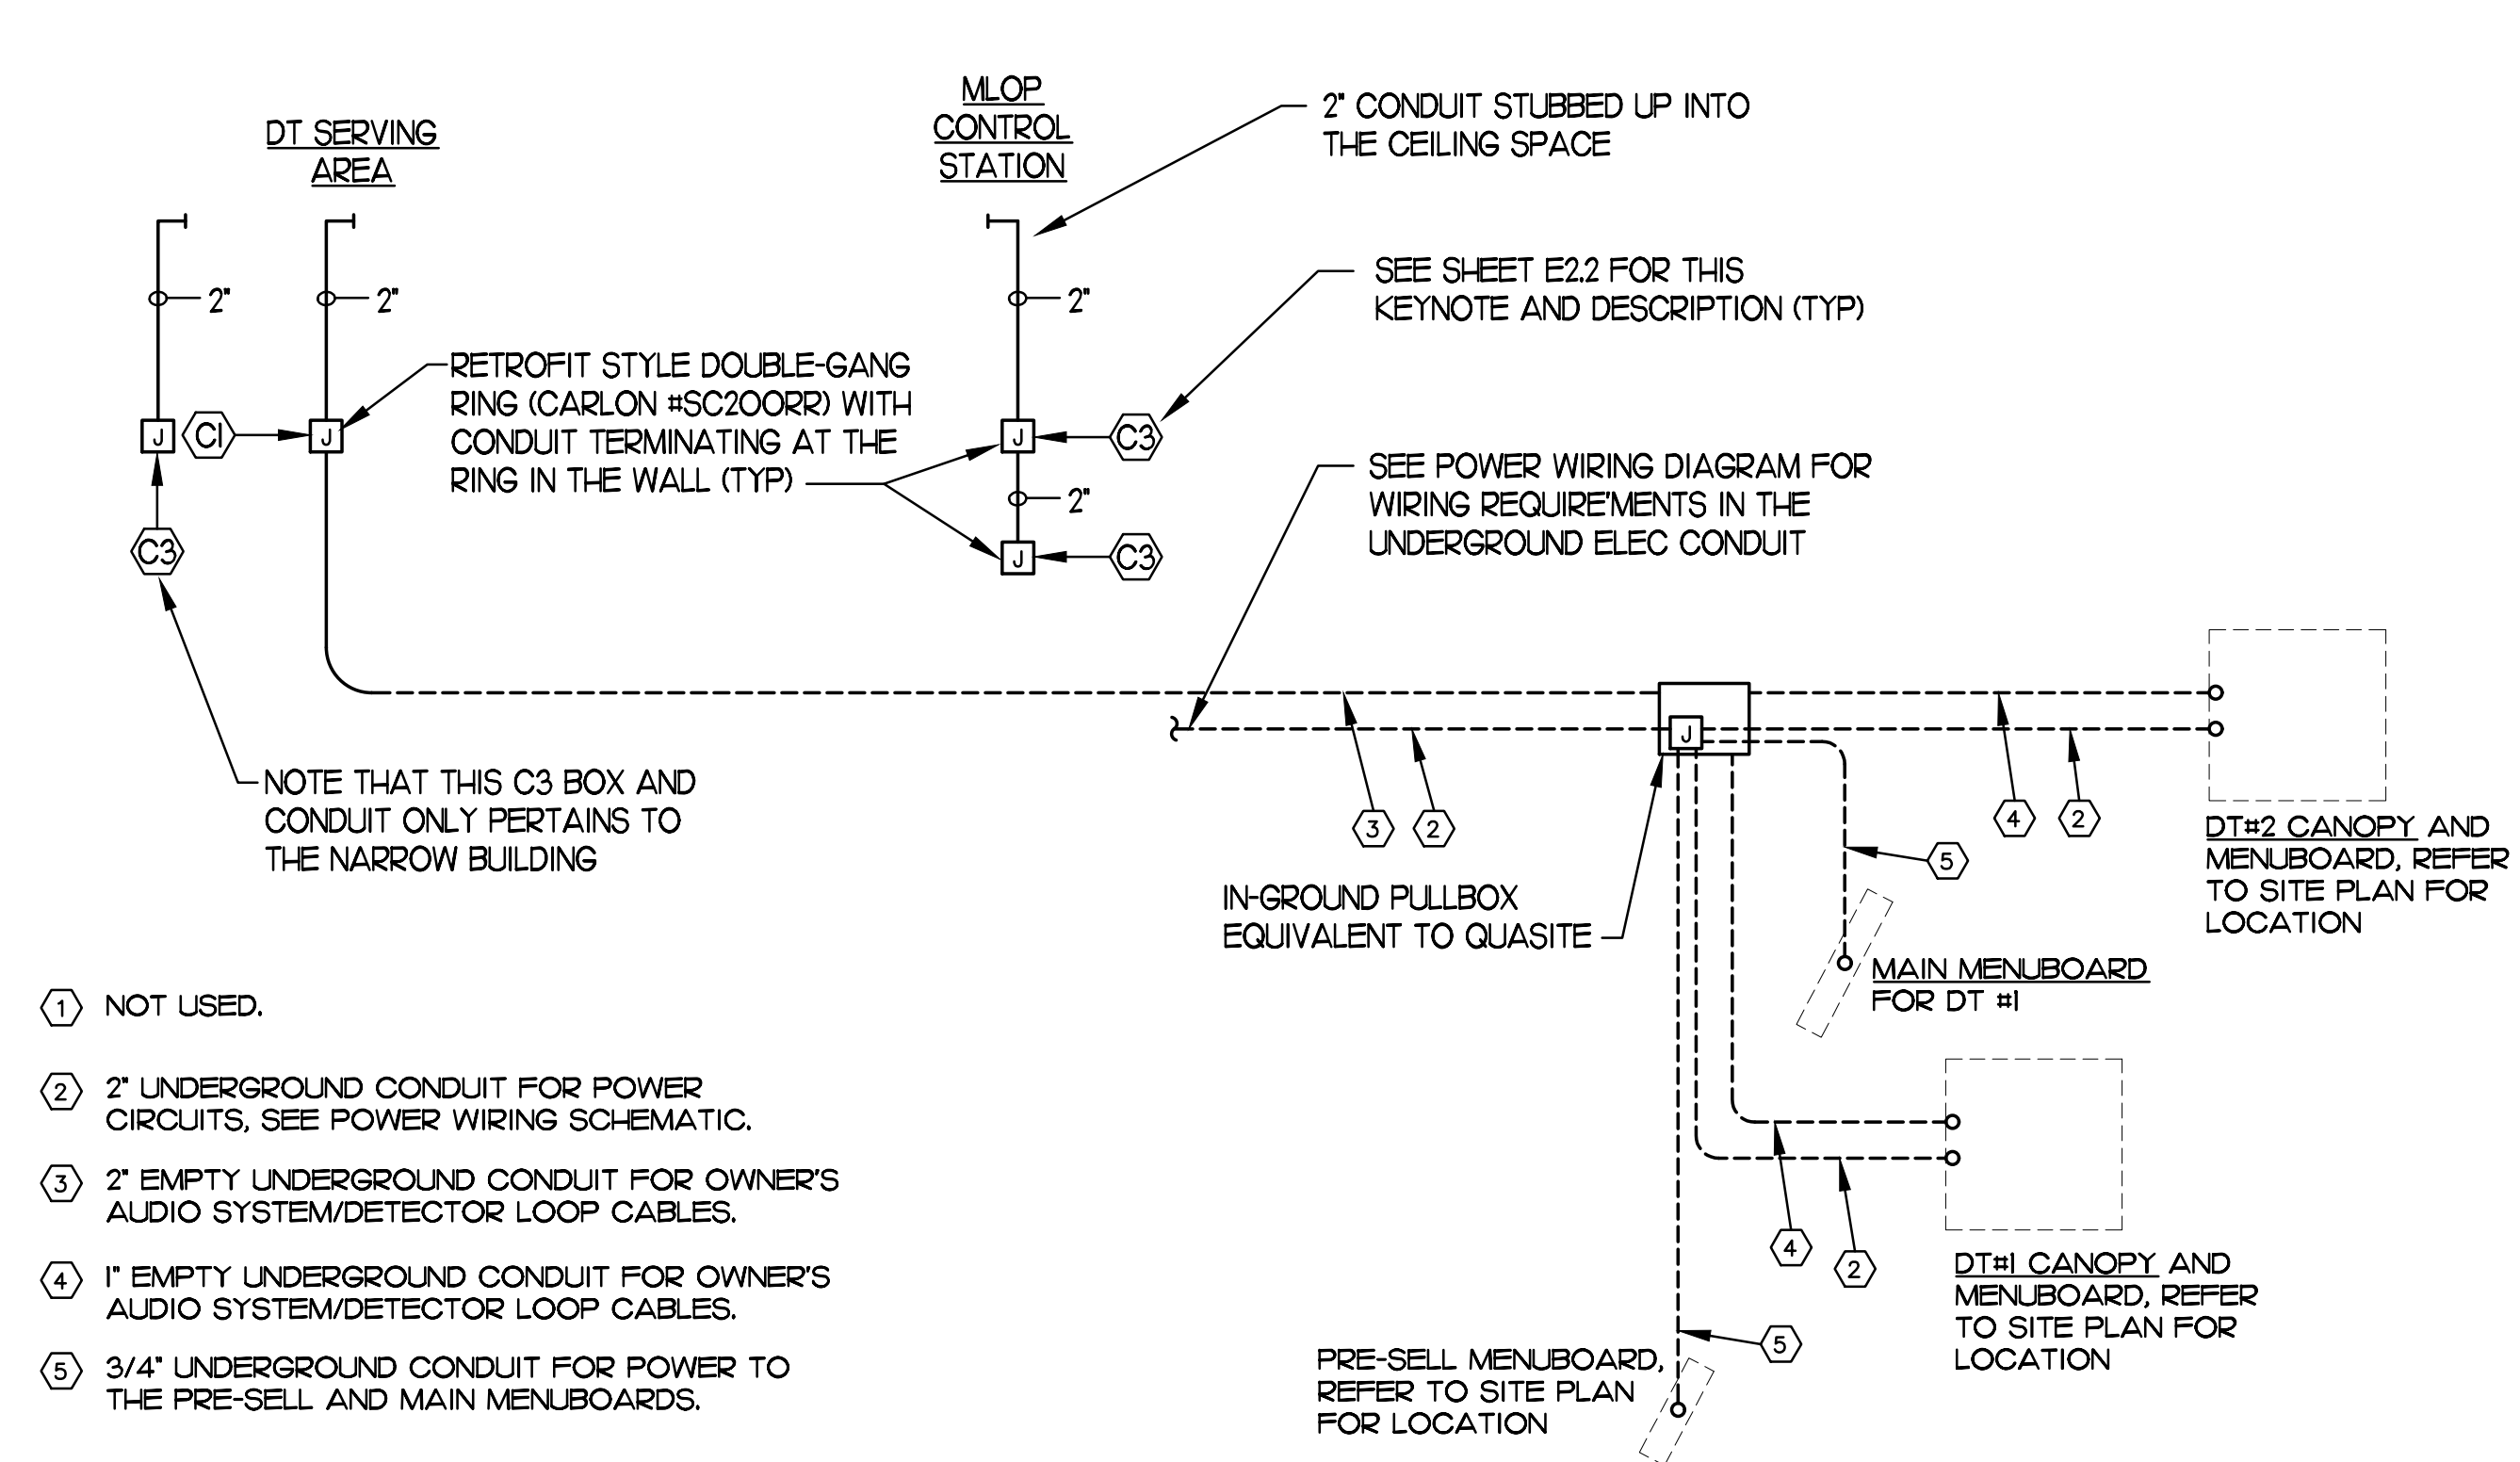 MLOP
CONTROL
STATION
2" CONDUIT STUBBED UP INTO
THE CEILING SPACE
DT SERVING
AREA
SEE SHEET E2.2 FOR THIS
KEYNOTE AND DESCRIPTION (TYP)
2"
2"
2"
RETROFIT STYLE DOUBLE-GANG
RING (CARLON #SC200RR) WITH
CONDUIT TERMINATING AT THE
RING IN THE WALL (TYP)
J
C1
J
J
C3
2"
J
C3
C3
SEE POWER WIRING DIAGRAM FOR
WIRING REQUIRE'MENTS IN THE
UNDERGROUND ELEC CONDUIT
NOTE THAT THIS C3 BOX AND
CONDUIT ONLY PERTAINS TO
THE NARROW BUILDING
J
3
2
4
2
5
IN-GROUND PULLBOX
EQUIVALENT TO QUASITE
DT#2 CANOPY AND
MENUBOARD, REFER
TO SITE PLAN FOR
LOCATION
MAIN MENUBOARD
FOR DT #1
1 NOT USED.
2 2" UNDERGROUND CONDUIT FOR POWER
CIRCUITS, SEE POWER WIRING SCHEMATIC.
3 2" EMPTY UNDERGROUND CONDUIT FOR OWNER'S
AUDIO SYSTEM/DETECTOR LOOP CABLES.
4 1" EMPTY UNDERGROUND CONDUIT FOR OWNER'S
AUDIO SYSTEM/DETECTOR LOOP CABLES.
5 3/4" UNDERGROUND CONDUIT FOR POWER TO
THE PRE-SELL AND MAIN MENUBOARDS.
4
2
5
DT#1 CANOPY AND
MENUBOARD, REFER
TO SITE PLAN FOR
LOCATION
PRE-SELL MENUBOARD,
REFER TO SITE PLAN
FOR LOCATION